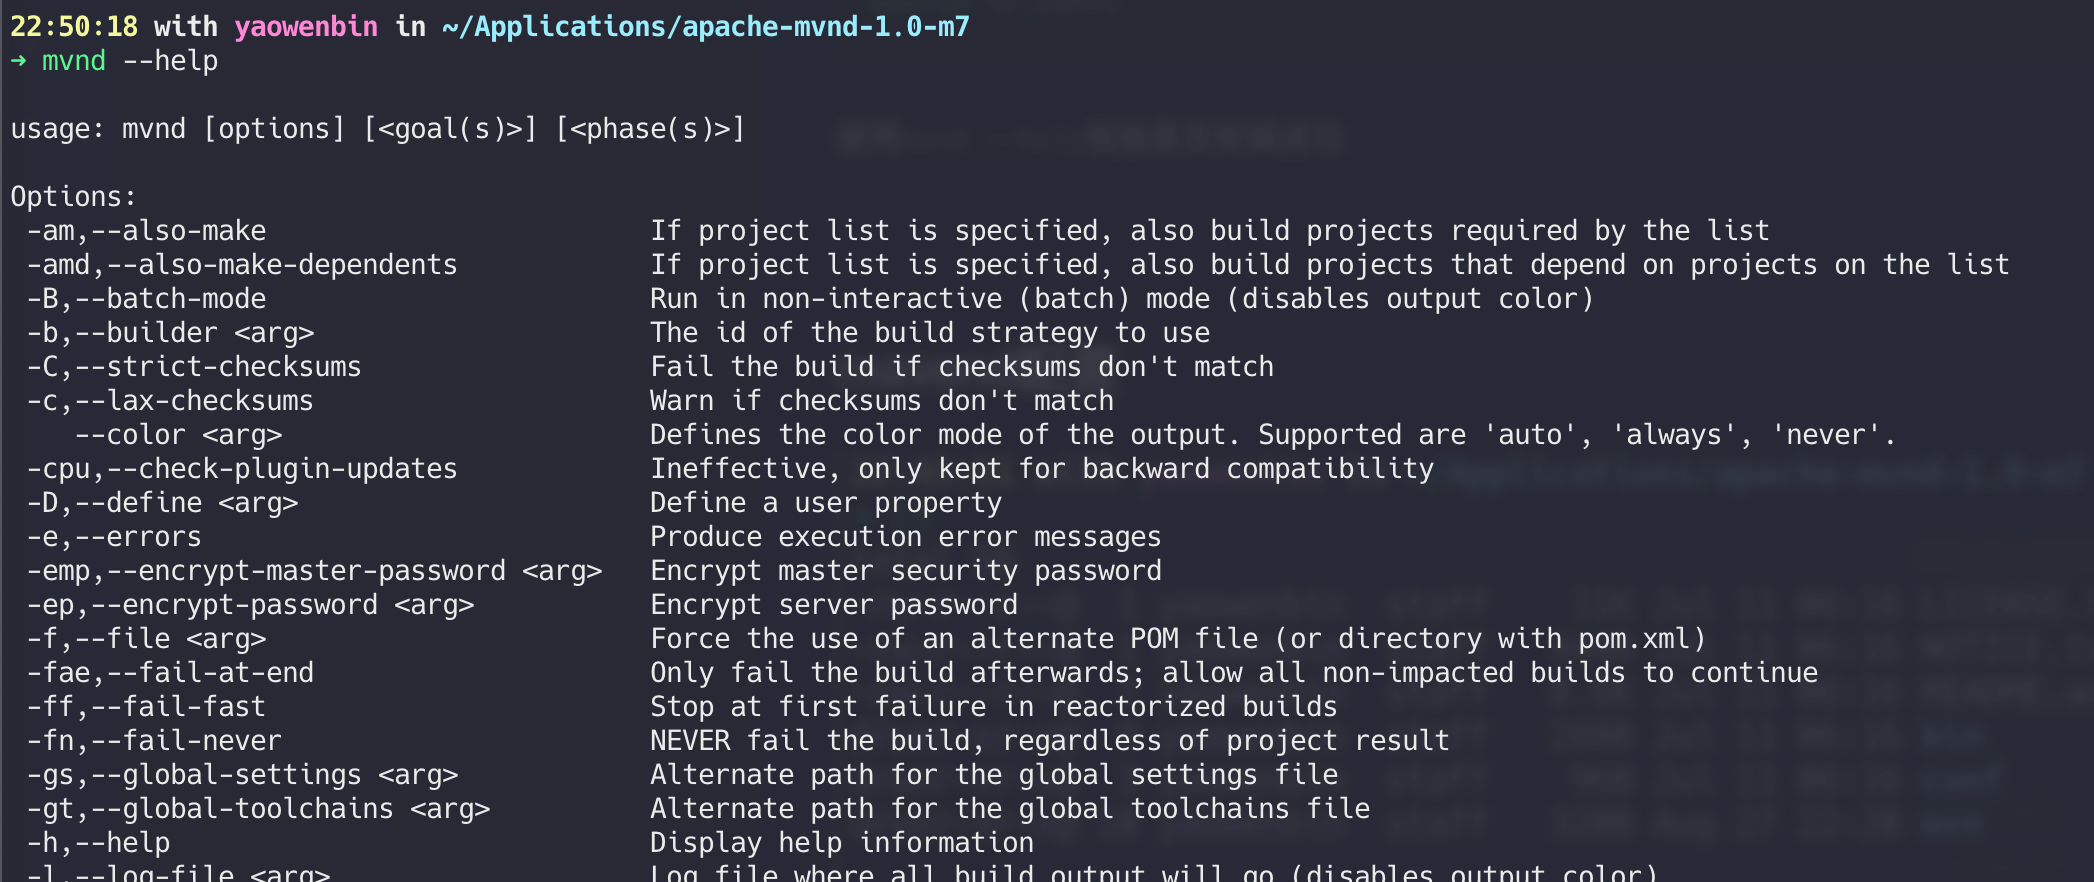 22:50:18 with yaowenbin in ~/Applications/apache-mvnd-1.0-m7
→ mvnd --help
usage: mvnd [options] [<goal(s)>] [<phase(s)>]
Options:
-am,--also-make If project list is specified, also build projects required by the list
-amd,--also-make-dependents If project list is specified, also build projects that depend on projects on the list
-B,--batch-mode Run in non-interactive (batch) mode (disables output color)
-b,--builder <arg> The id of the build strategy to use
-C,--strict-checksums Fail the build if checksums don't match
-c,--lax-checksums Warn if checksums don't match
--color <arg> Defines the color mode of the output. Supported are 'auto', 'always', 'never'.
-cpu,--check-plugin-updates Ineffective, only kept for backward compatibility
-D,--define <arg> Define a user property
-e,--errors Produce execution error messages
-emp,--encrypt-master-password <arg> Encrypt master security password
-ep,--encrypt-password <arg> Encrypt server password
-f,--file <arg> Force the use of an alternate POM file (or directory with pom.xml)
-fae,--fail-at-end Only fail the build afterwards; allow all non-impacted builds to continue
-ff,--fail-fast Stop at first failure in reactorized builds
-fn,--fail-never NEVER fail the build, regardless of project result
-gs,--global-settings <arg> Alternate path for the global settings file
-gt,--global-toolchains <arg> Alternate path for the global toolchains file
-h,--help Display help information
-l,--log-file <arg> Log file where all build output will go (disables output color)